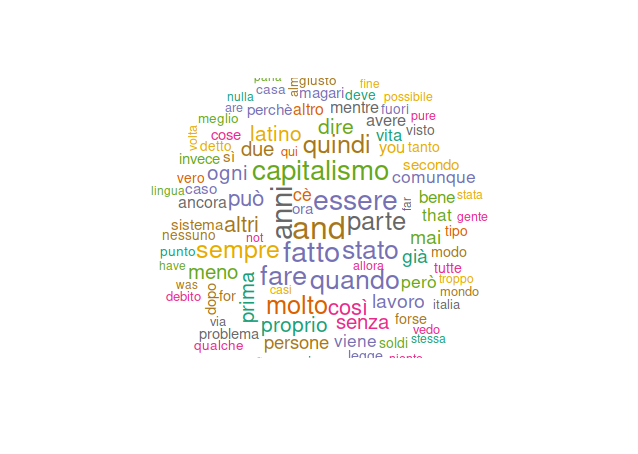 giusto fine
casa magari deve
nulla possibile
are perchè altro mentre fuori
meglio avere pure
volta cose latino dire vita visto
detto due qui quindi you tanto
invece sì secondo
vero ogni capitalismo comunque
lingua caso può cè essere bene stata
ancora anni ora far that gente
sistema altri and parte
nessuno not mai tipo
punto sempre fatto stato già modo
have meno allora tutte
was fare quando però troppo
debito dopo for prima casi mondo
via molto così lavoro italia
problema proprio senza forse vedo
qualche persone viene soldi stessa
legge